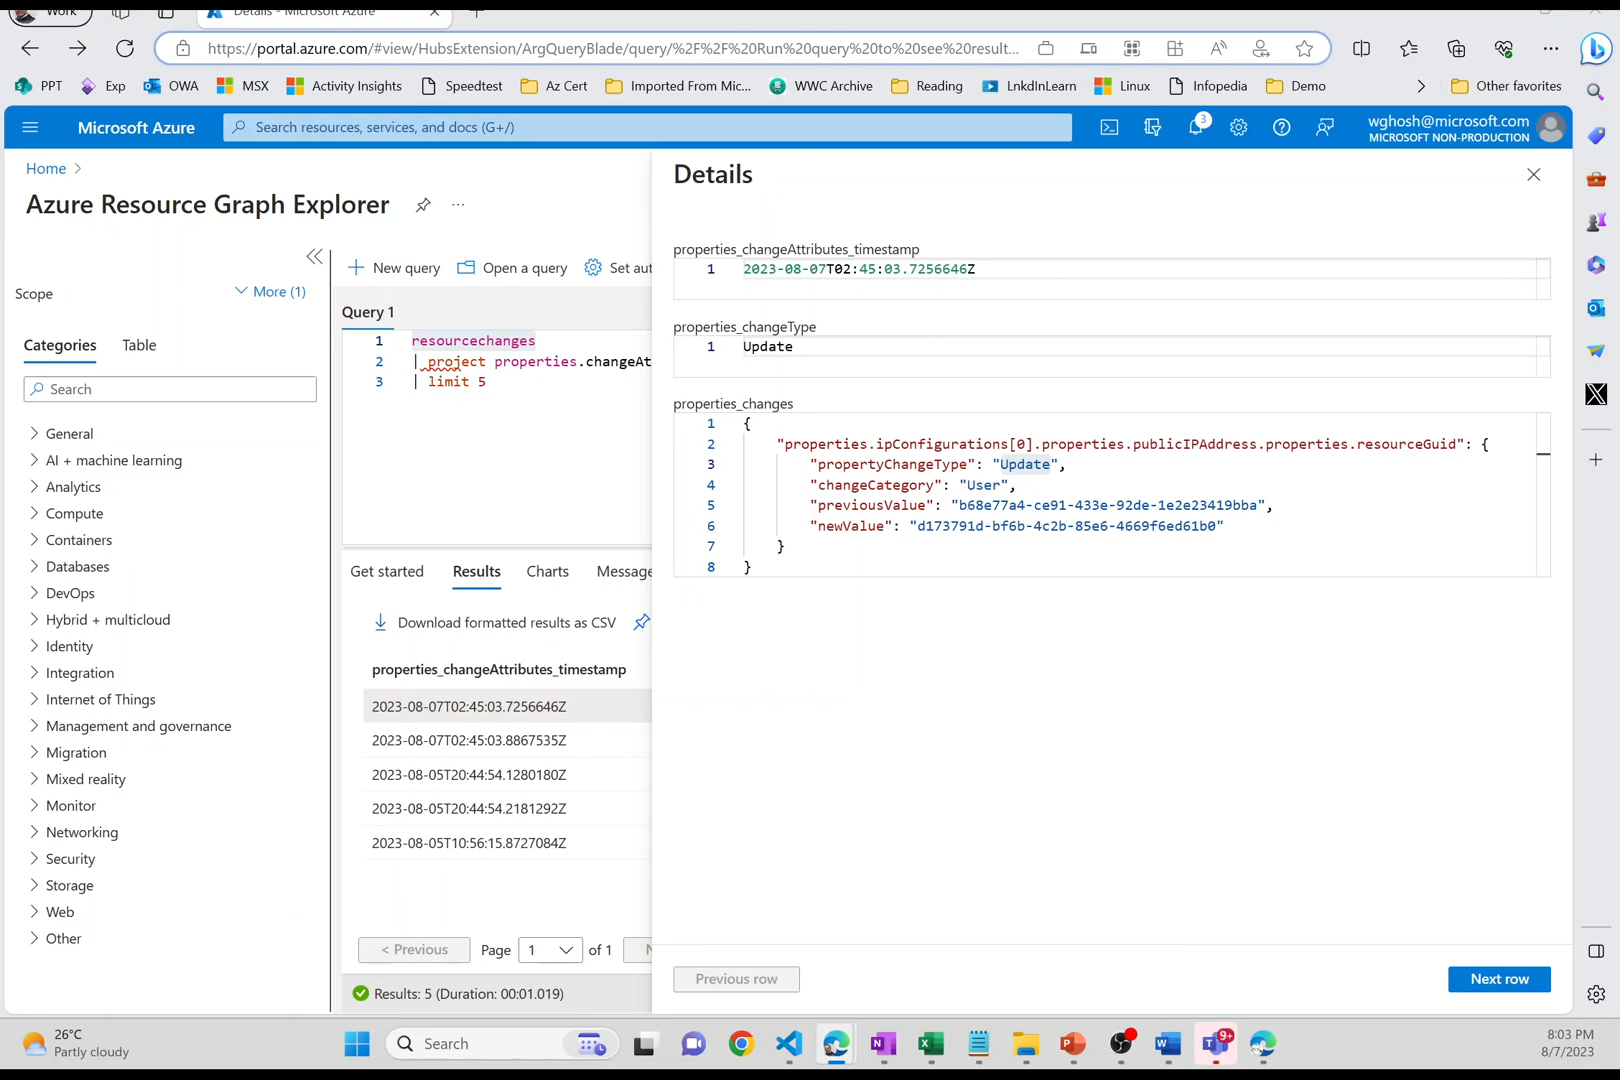 Work
Details - Microsoft Azure
https://portal.azure.com/#view/HubsExtension/ArgQueryBlade/query/%2F%2F%20Run%20query%20to%20see%20result...
PPT Exp OWA MSX Activity Insights Speedtest Az Cert Imported From Mic... WWC Archive Reading LnkdInLearn Linux Infopedia Demo Other favorites
Microsoft Azure
Search resources, services, and docs (G+/)
3
wghosh@microsoft.com
MICROSOFT NON-PRODUCTION
Home
Azure Resource Graph Explorer
Scope
More (1)
Categories Table
Search
General
AI + machine learning
Analytics
Compute
Containers
Databases
DevOps
Hybrid + multicloud
Identity
Integration
Internet of Things
Management and governance
Migration
Mixed reality
Monitor
Networking
Security
Storage
Web
Other
New query Open a query Set aut
Query 1
1 resourcechanges
2 | project properties.changeAt
3 | limit 5
Get started Results Charts Message
Download formatted results as CSV
properties_changeAttributes_timestamp
2023-08-07T02:45:03.7256646Z
2023-08-07T02:45:03.8867535Z
2023-08-05T20:44:54.1280180Z
2023-08-05T20:44:54.2181292Z
2023-08-05T10:56:15.8727084Z
< Previous Page 1 of 1 N
Results: 5 (Duration: 00:01.019)
Details
properties_changeAttributes_timestamp
1 2023-08-07T02:45:03.7256646Z
properties_changeType
1 Update
properties_changes
1 {
2 "properties.ipConfigurations[0].properties.publicIPAddress.properties.resourceGuid": {
3 "propertyChangeType": "Update",
4 "changeCategory": "User",
5 "previousValue": "b68e77a4-ce91-433e-92de-1e2e23419bba",
6 "newValue": "d173791d-bf6b-4c2b-85e6-4669f6ed61b0"
7 }
8 }
Previous row
Next row
26°C
Partly cloudy
Search
9+
8:03 PM
8/7/2023